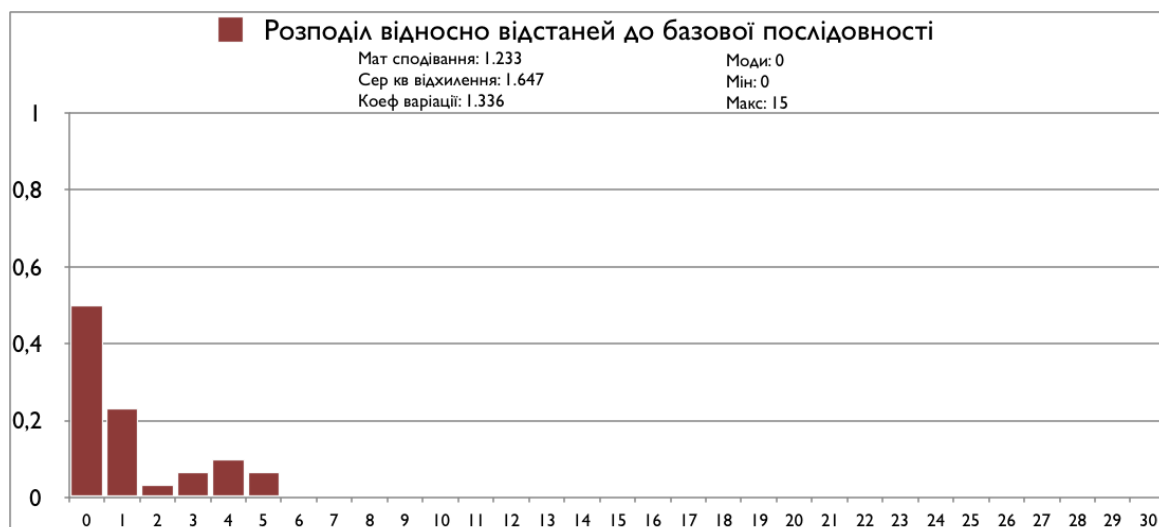 Розподіл відносно відстаней до базової послідовності
Мат сподівання: 1.233
Сер кв відхилення: 1.647
Коеф варіації: 1.336
Моди: 0
Мін: 0
Макс: 15
1
0,8
0,6
0,4
0,2
0
0 1 2 3 4 5 6 7 8 9 10 11 12 13 14 15 16 17 18 19 20 21 22 23 24 25 26 27 28 29 30